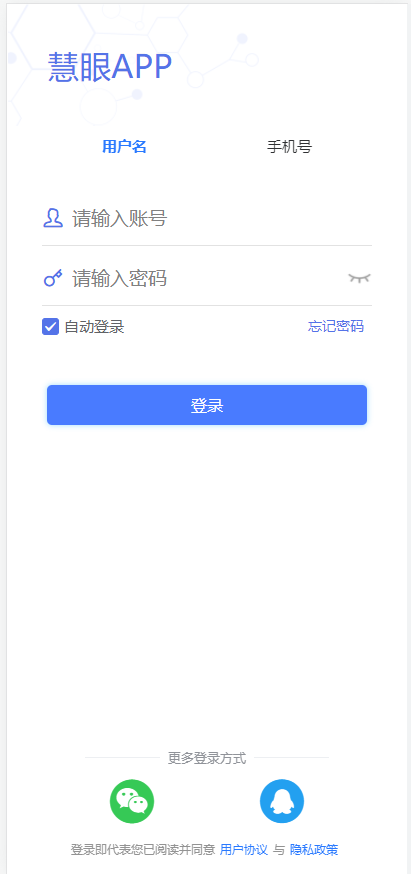 慧眼APP
用户名 手机号
请输入账号
请输入密码
自动登录 忘记密码
登录
更多登录方式
登录即代表您已阅读并同意 用户协议 与 隐私政策